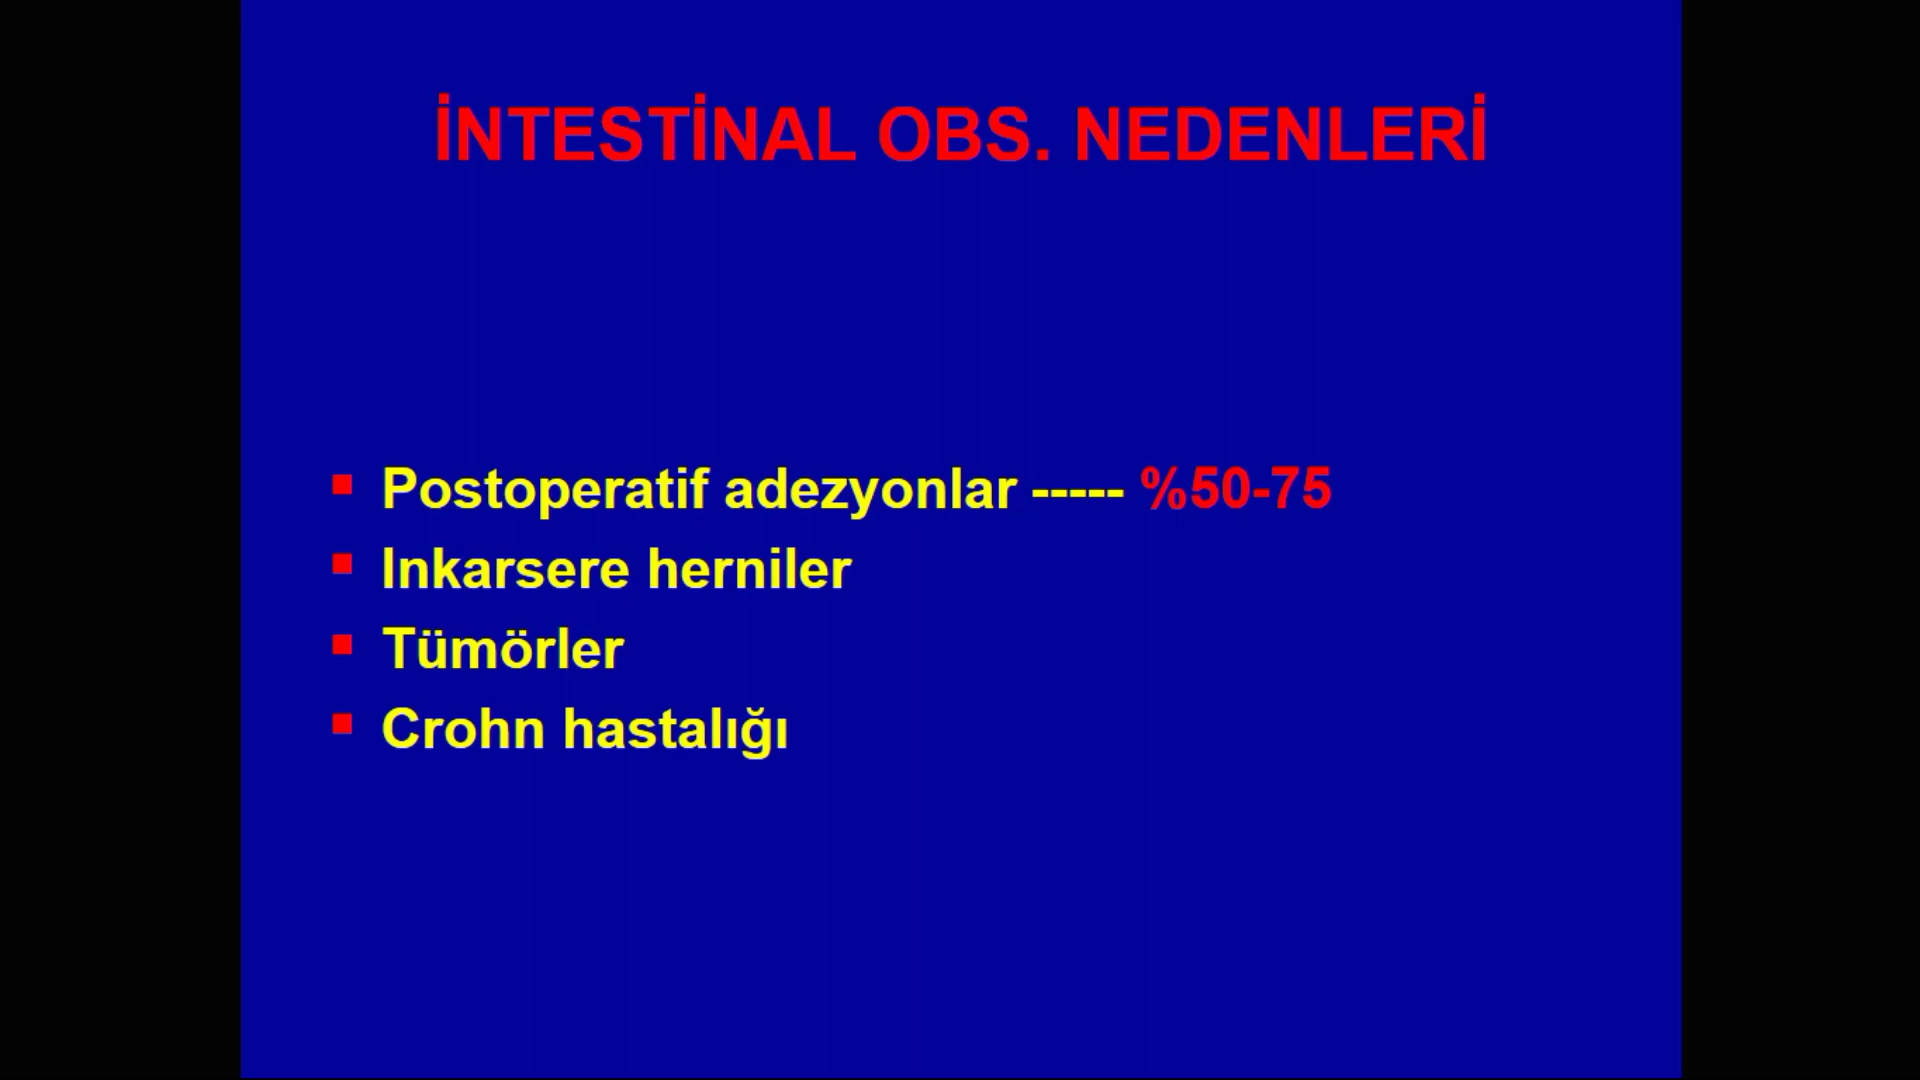 İNTESTİNAL OBS. NEDENLERİ
Postoperatif adezyonlar ----- %50-75
Inkarsere herniler
Tümörler
Crohn hastalığı